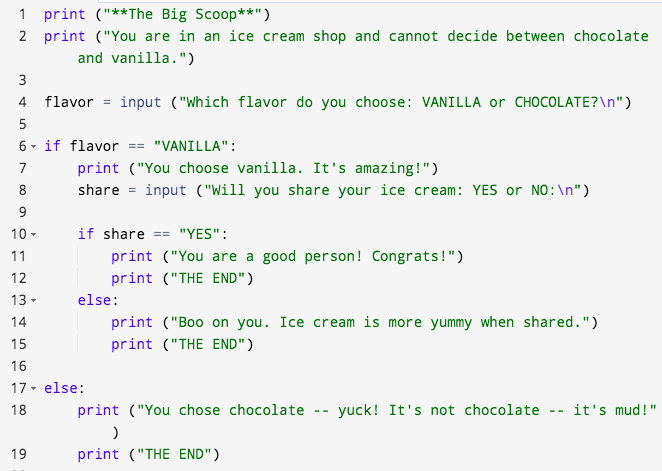 1 print ("**The Big Scoop**")
2 print ("You are in an ice cream shop and cannot decide between chocolate
and vanilla.")
3
4 flavor = input ("Which flavor do you choose: VANILLA or CHOCOLATE?\n")
5
6 if flavor == "VANILLA":
7 print ("You choose vanilla. It's amazing!")
8 share = input ("Will you share your ice cream: YES or NO:\n")
9
10 if share == "YES":
11 print ("You are a good person! Congrats!")
12 print ("THE END")
13 else:
14 print ("Boo on you. Ice cream is more yummy when shared.")
15 print ("THE END")
16
17 else:
18 print ("You chose chocolate -- yuck! It's not chocolate -- it's mud!"
)
19 print ("THE END")